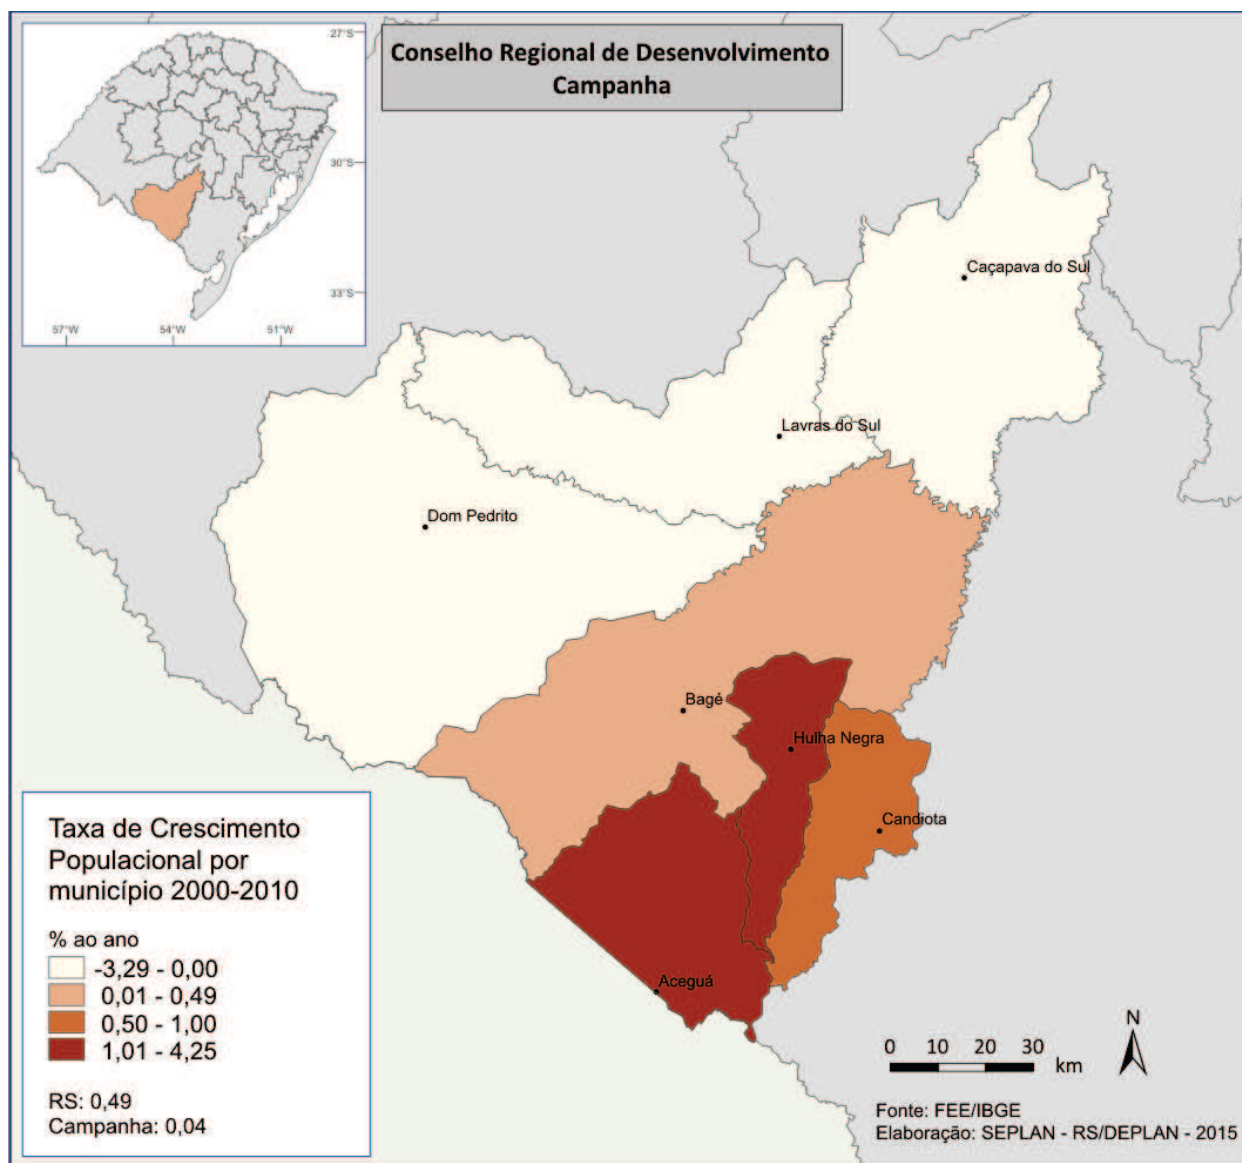 Conselho Regional de Desenvolvimento
Campanha
27°S
30°S
33°S
57°W
54°W
51°W
Caçapava do Sul
Lavras do Sul
Dom Pedrito
Bagé
Hulha Negra
Candiota
Aceguá
Taxa de Crescimento
Populacional por
município 2000-2010
% ao ano
-3,29 - 0,00
0,01 - 0,49
0,50 - 1,00
1,01 - 4,25
RS: 0,49
Campanha: 0,04
N
0 10 20 30
km
Fonte: FEE/IBGE
Elaboração: SEPLAN - RS/DEPLAN - 2015